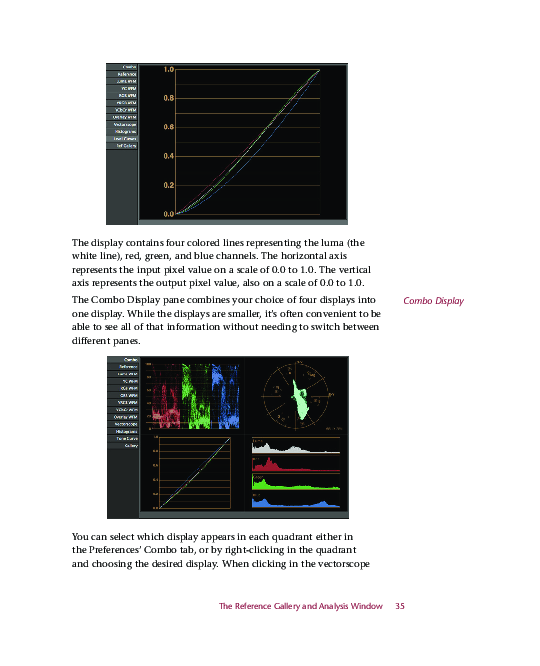 Combo
Reference
Luma WFM
YC WFM
RGB WFM
YRGB WFM
YCbCr WFM
Overlay WFM
Vectorscope
Histograms
Level Curves
Ref Gallery
1.0
0.8
0.6
0.4
0.2
0.0
The display contains four colored lines representing the luma (the
white line), red, green, and blue channels. The horizontal axis
represents the input pixel value on a scale of 0.0 to 1.0. The vertical
axis represents the output pixel value, also on a scale of 0.0 to 1.0.
The Combo Display pane combines your choice of four displays into
one display. While the displays are smaller, it's often convenient to be
able to see all of that information without needing to switch between
different panes.
Combo Display
Combo
Reference
Luma WFM
YC WFM
RGB WFM
GBR WFM
YRGB WFM
YCbCr WFM
Overlay WFM
Vectorscope
Histograms
Tone Curve
Gallery
You can select which display appears in each quadrant either in
the Preferences' Combo tab, or by right-clicking in the quadrant
and choosing the desired display. When clicking in the vectorscope
The Reference Gallery and Analysis Window 35